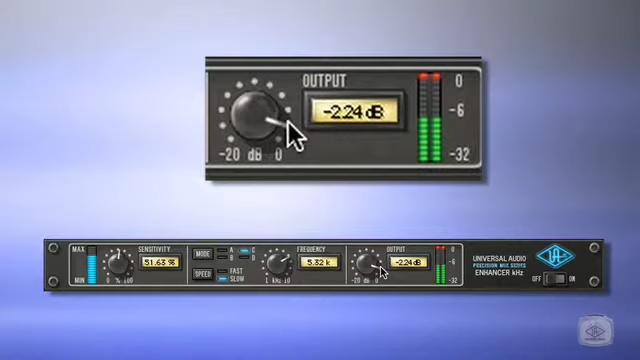 OUTPUT
-2.24 dB
0
-6
-32
-20 dB 0
MAX
SENSITIVITY
51.63 %
MIN
0 % 100
MODE
A
B
C
D
SPEED
FAST
SLOW
FREQUENCY
5.32 k
1 kHz 10
OUTPUT
-2.24 dB
-20 dB 0
0
-6
-32
UNIVERSAL AUDIO
PRECISION MIX SERIES
ENHANCER kHz
UA
OFF
ON